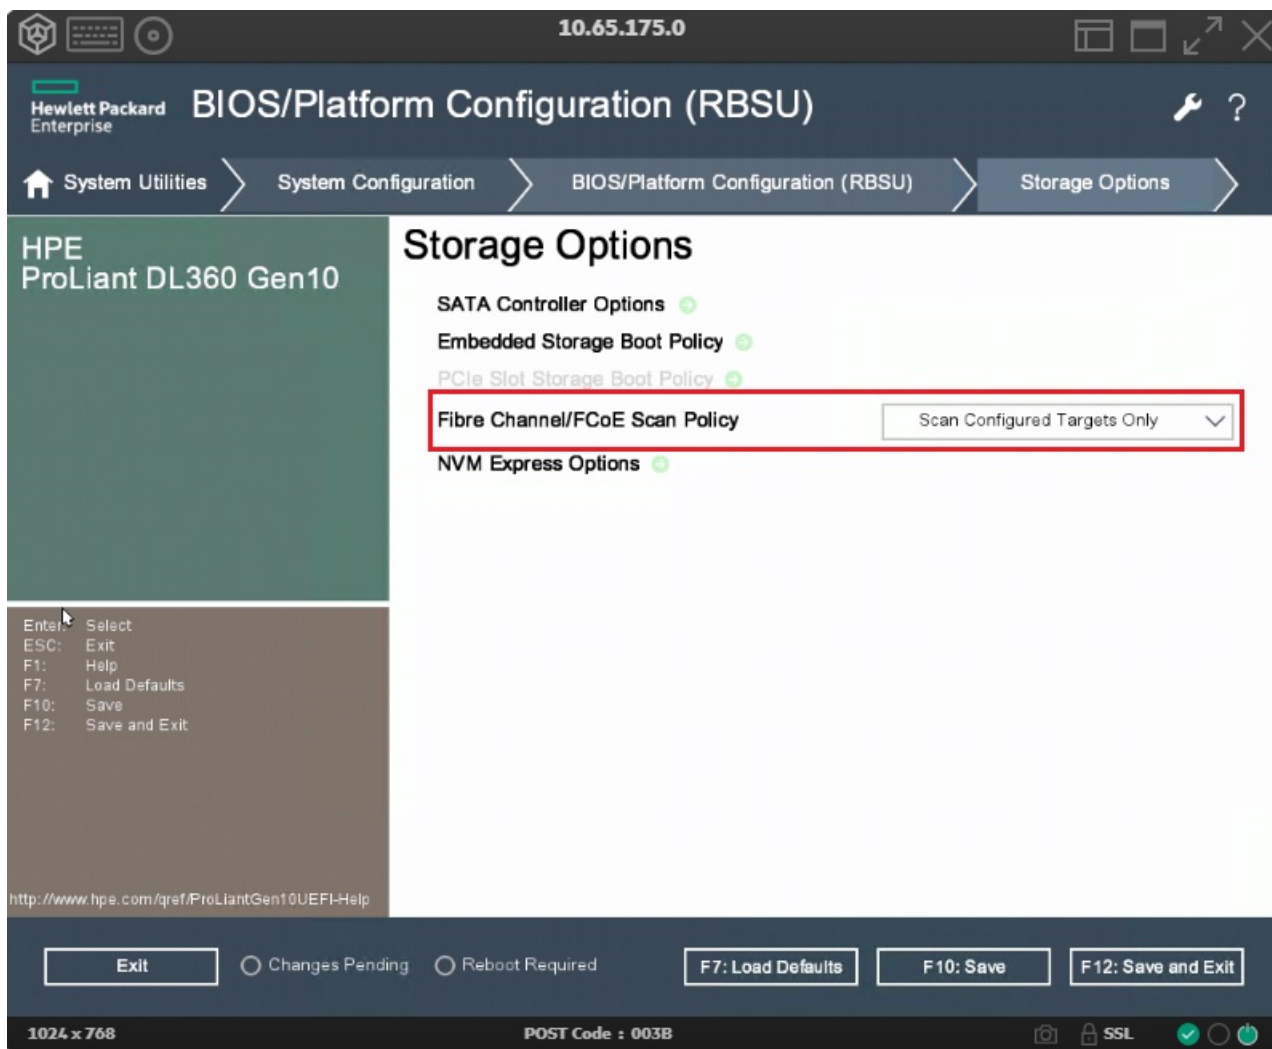 10.65.175.0
Hewlett Packard
Enterprise
BIOS/Platform Configuration (RBSU)
?
System Utilities
System Configuration
BIOS/Platform Configuration (RBSU)
Storage Options
HPE
ProLiant DL360 Gen10
Storage Options
SATA Controller Options
Embedded Storage Boot Policy
PCIe Slot Storage Boot Policy
Fibre Channel/FCoE Scan Policy Scan Configured Targets Only
NVM Express Options
Enter: Select
ESC: Exit
F1: Help
F7: Load Defaults
F10: Save
F12: Save and Exit
http://www.hpe.com/qref/ProLiantGen10UEFI-Help
Exit
Changes Pending
Reboot Required
F7: Load Defaults
F10: Save
F12: Save and Exit
1024 x 768
POST Code : 003B
SSL